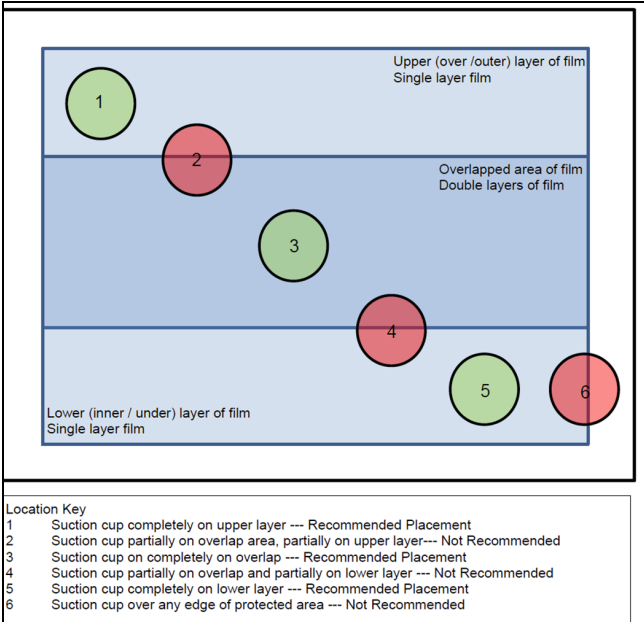 Upper (over /outer) layer of film
Single layer film
1
2
Overlapped area of film
Double layers of film
3
4
5
6
Lower (inner / under) layer of film
Single layer film
Location Key
1 Suction cup completely on upper layer --- Recommended Placement
2 Suction cup partially on overlap area, partially on upper layer--- Not Recommended
3 Suction cup on completely on overlap --- Recommended Placement
4 Suction cup partially on overlap and partially on lower layer --- Not Recommended
5 Suction cup completely on lower layer --- Recommended Placement
6 Suction cup over any edge of protected area --- Not Recommended